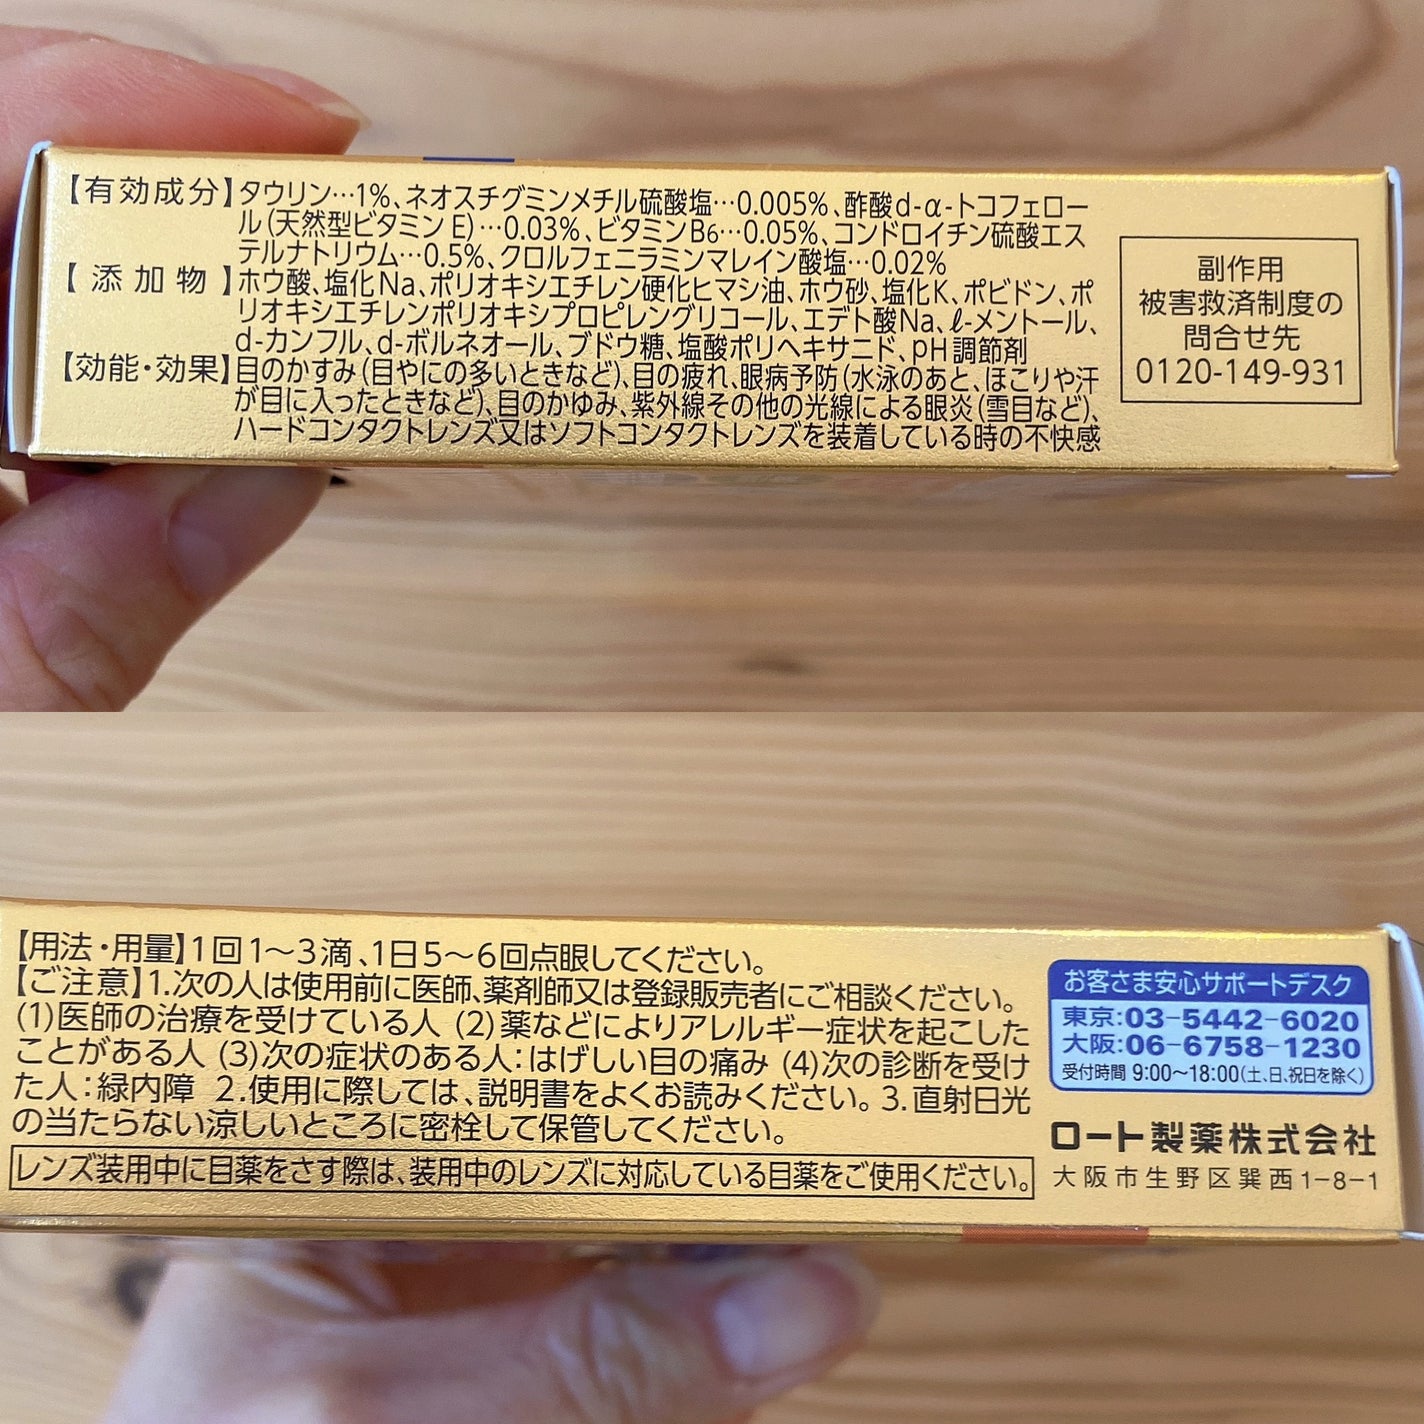 【有効成分】タウリン…1%、ネオスチグミンメチル硫酸塩…0.005%、酢酸d-α-トコフェロー
ル(天然型ビタミンE)…0.03%、ビタミンB6…0.05%、コンドロイチン硫酸エス
テルナトリウム…0.5%、クロルフェニラミンマレイン酸塩…0.02%
【添加物】ホウ酸、塩化Na、ポリオキシエチレン硬化ヒマシ油、ホウ砂、塩化K、ポビドン、ポ
リオキシエチレンポリオキシプロピレングリコール、エデト酸Na、ℓ-メントール、
d-カンフル、d-ボルネオール、ブドウ糖、塩酸ポリヘキサニド、pH調節剤
【効能・効果】目のかすみ(目やにの多いときなど)、目の疲れ、眼病予防(水泳のあと、ほこりや汗
が目に入ったときなど)、目のかゆみ、紫外線その他の光線による眼炎(雪目など)、
ハードコンタクトレンズ又はソフトコンタクトレンズを装着している時の不快感
副作用
被害救済制度の
問合せ先
0120-149-931
【用法・用量】1回1〜3滴、1日5〜6回点眼してください。
【ご注意】1.次の人は使用前に医師、薬剤師又は登録販売者にご相談ください。
(1)医師の治療を受けている人 (2)薬などによりアレルギー症状を起こした
ことがある人 (3)次の症状のある人:はげしい目の痛み (4)次の診断を受け
た人:緑内障 2.使用に際しては、説明書をよくお読みください。3.直射日光
の当たらない涼しいところに密栓して保管してください。
レンズ装用中に目薬をさす際は、装用中のレンズに対応している目薬をご使用ください。
お客さま安心サポートデスク
東京:03-5442-6020
大阪:06-6758-1230
受付時間 9:00〜18:00(土、日、祝日を除く)
ロート製薬株式会社
大阪市生野区巽西1-8-1